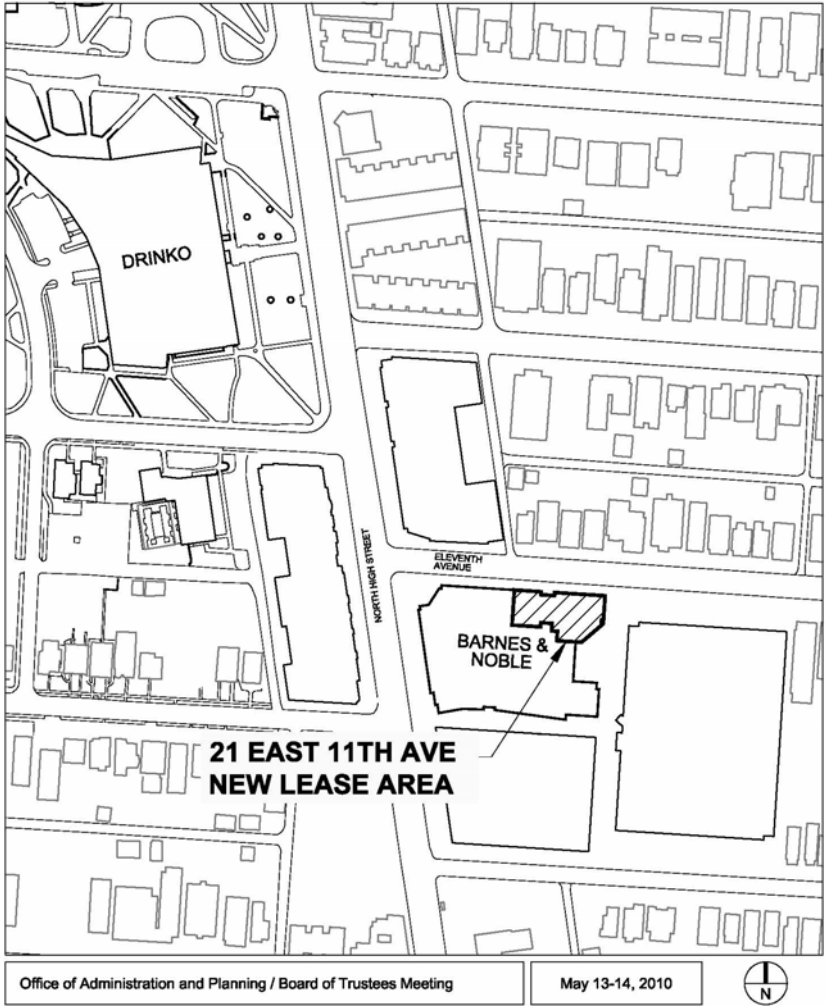 DRINKO
NORTH HIGH STREET
ELEVENTH
AVENUE
BARNES &
NOBLE
21 EAST 11TH AVE
NEW LEASE AREA
Office of Administration and Planning / Board of Trustees Meeting
May 13-14, 2010
N